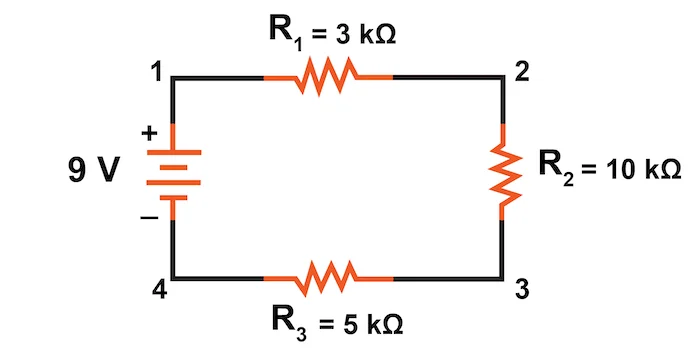 R₁ = 3 kΩ
1
2
+
9 V
R₂ = 10 kΩ
–
4
3
R₃ = 5 kΩ